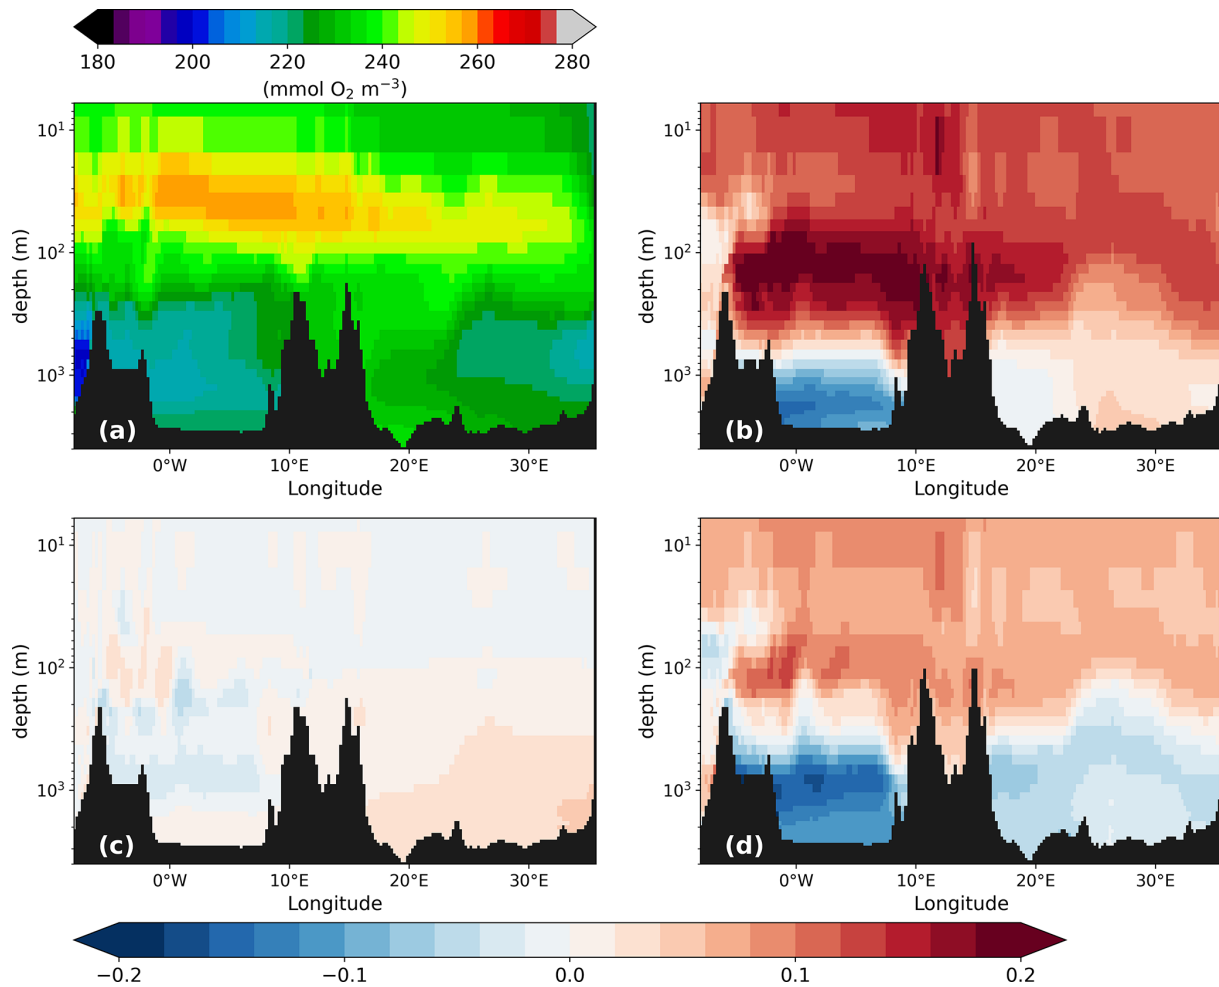 180 200 220 240 260 280
(mmol O₂ m⁻³)
10¹
10²
10³
depth (m)
(a)
0°W 10°E 20°E 30°E
Longitude
10¹
10²
10³
depth (m)
(b)
0°W 10°E 20°E 30°E
Longitude
10¹
10²
10³
depth (m)
(c)
0°W 10°E 20°E 30°E
Longitude
10¹
10²
10³
depth (m)
(d)
0°W 10°E 20°E 30°E
Longitude
−0.2 −0.1 0.0 0.1 0.2